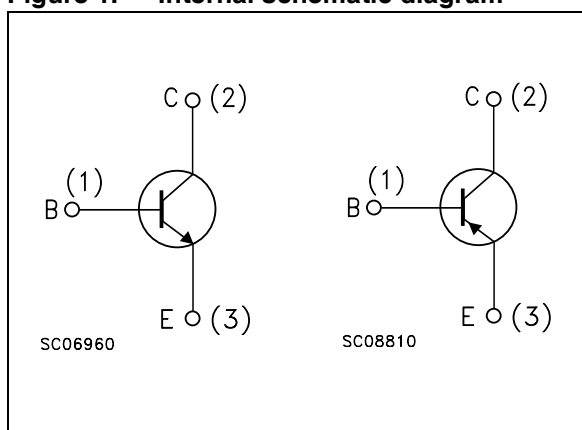 Figure 1. Internal schematic diagram
C (2)
C (2)
(1)
(1)
B
B
E (3)
E (3)
SC06960
SC08810